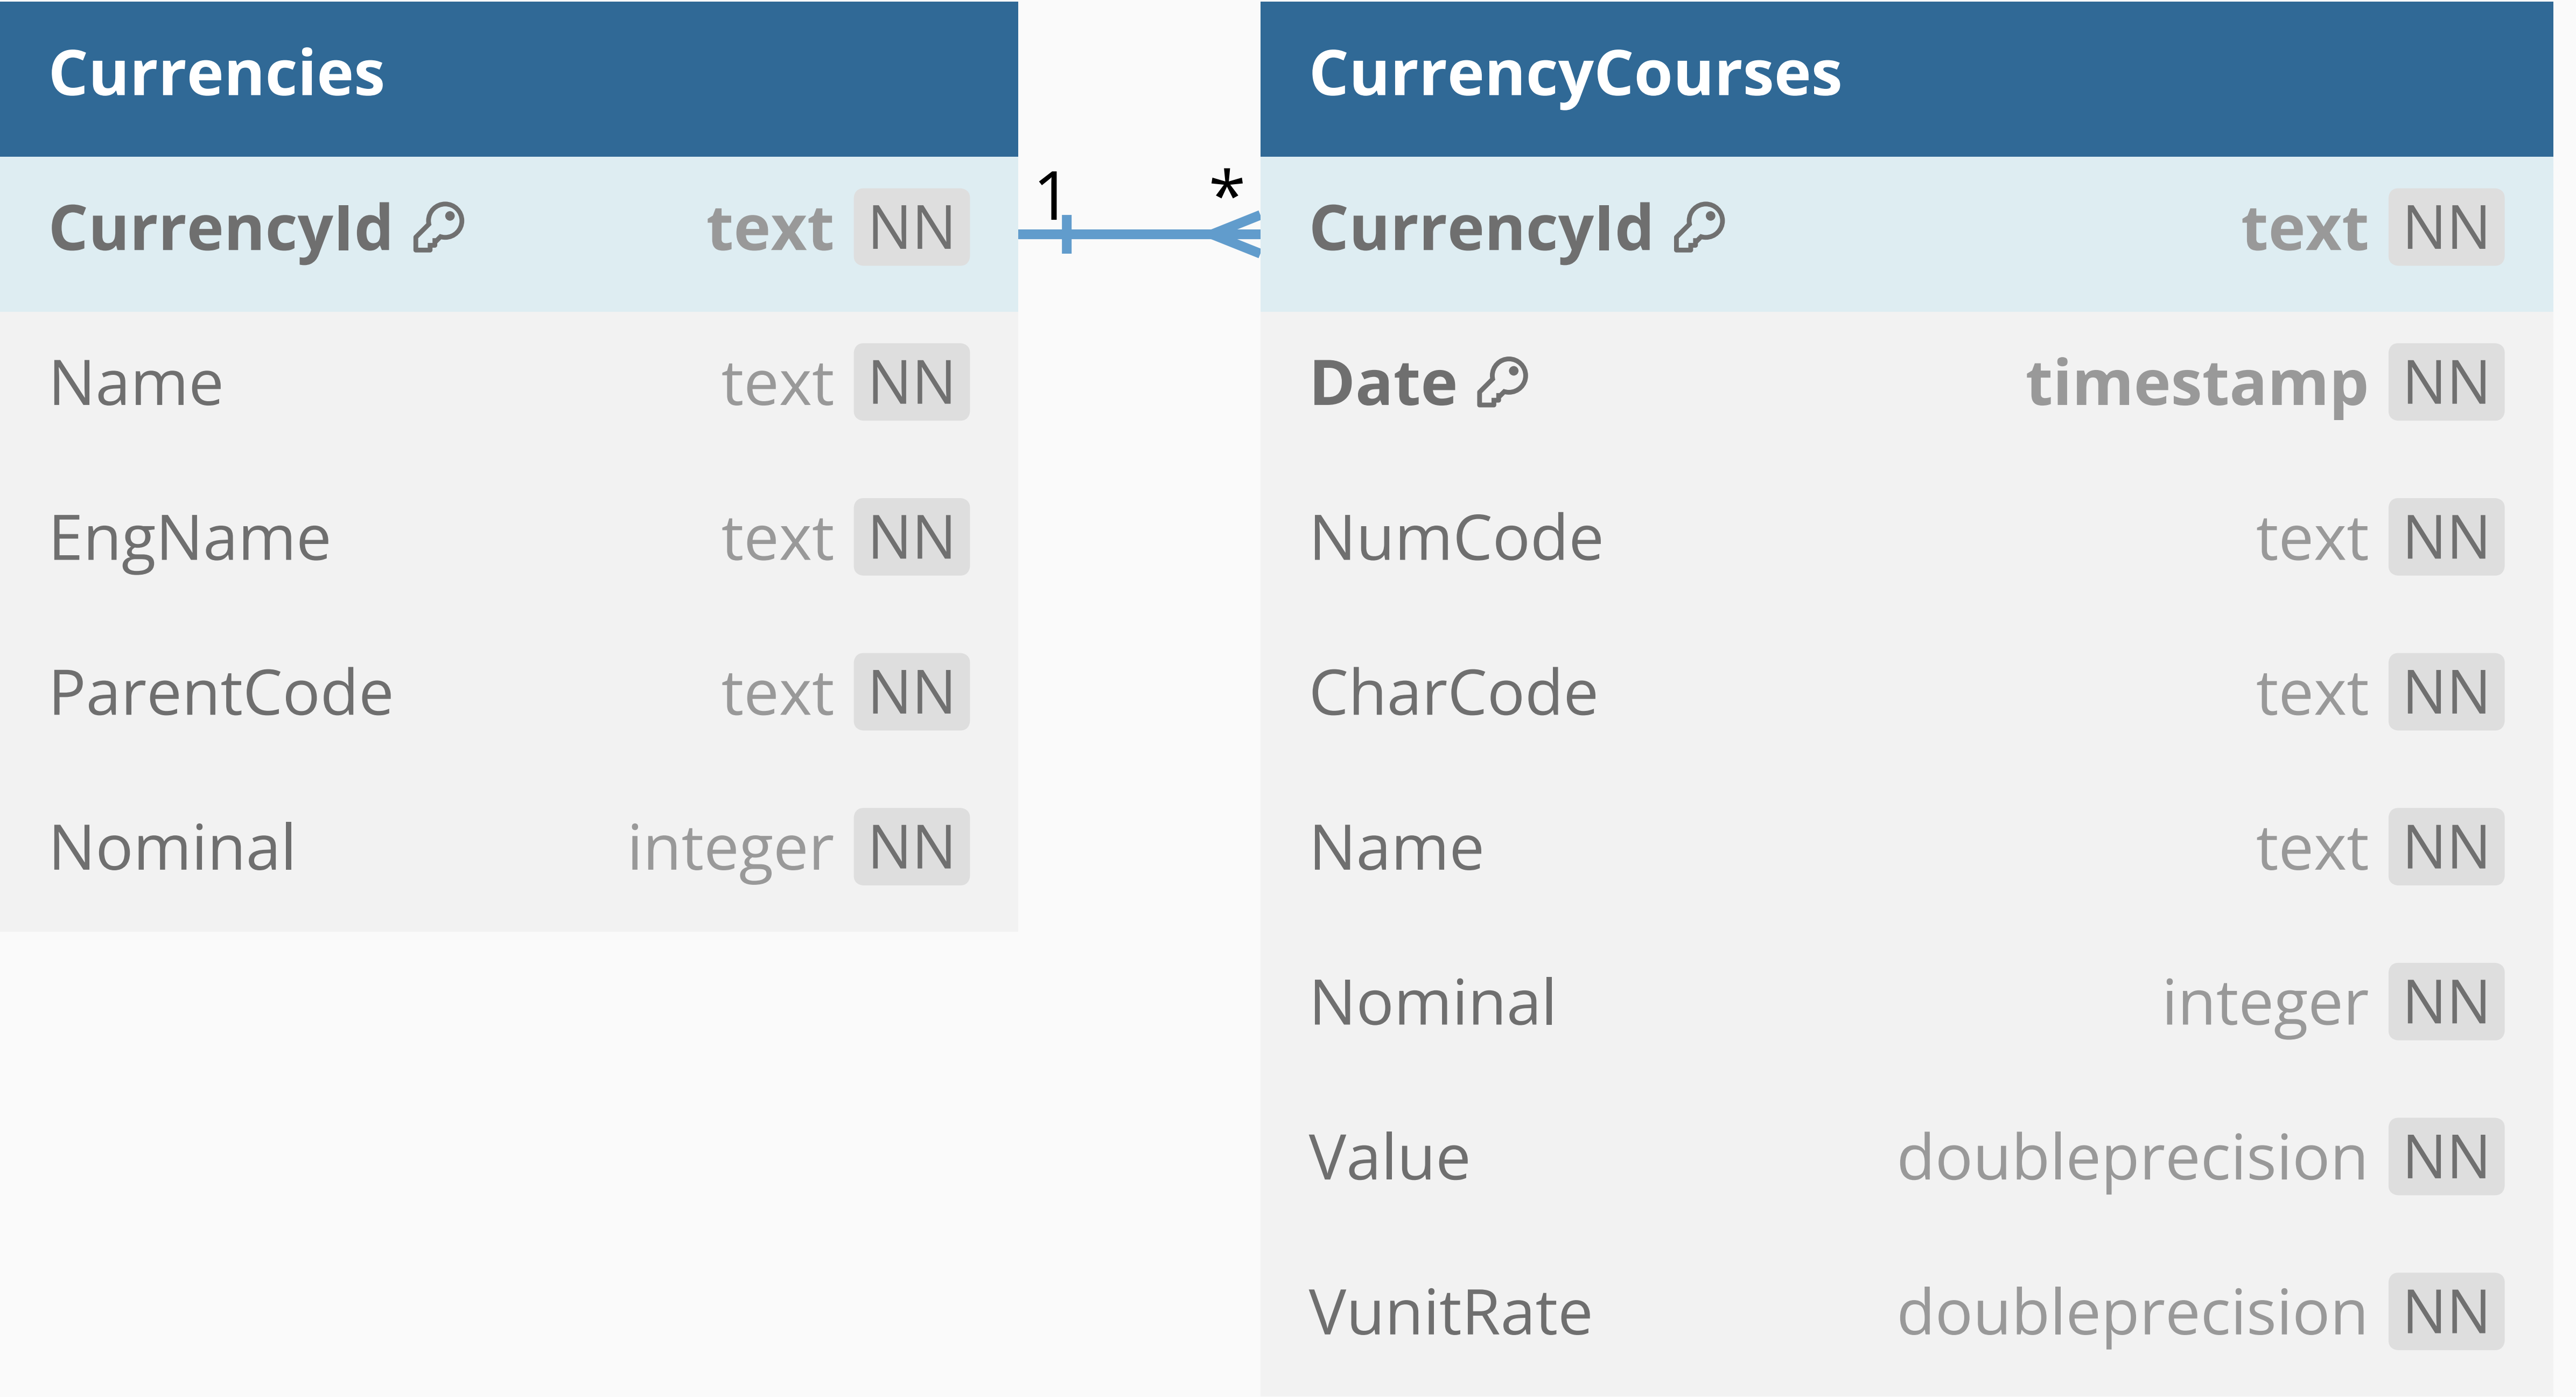 Currencies
CurrencyId text NN
Name text NN
EngName text NN
ParentCode text NN
Nominal integer NN
1 *
CurrencyCourses
CurrencyId text NN
Date timestamp NN
NumCode text NN
CharCode text NN
Name text NN
Nominal integer NN
Value doubleprecision NN
VunitRate doubleprecision NN